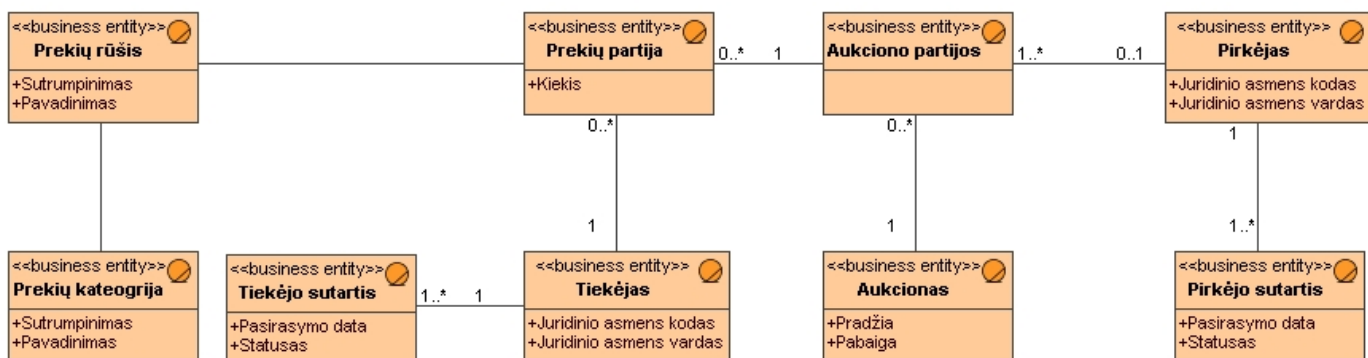 <<business entity>>
Prekių rūšis
+Sutrumpinimas
+Pavadinimas
<<business entity>>
Prekių partija
+Kiekis
0..* 1
<<business entity>>
Aukciono partijos
1..* 0..1
<<business entity>>
Pirkėjas
+Juridinio asmens kodas
+Juridinio asmens vardas
0..*
0..*
1
1
1
1..*
<<business entity>>
Prekių kateogrija
+Sutrumpinimas
+Pavadinimas
<<business entity>>
Tiekėjo sutartis
+Pasirasymo data
+Statusas
1..* 1
<<business entity>>
Tiekėjas
+Juridinio asmens kodas
+Juridinio asmens vardas
<<business entity>>
Aukcionas
+Pradžia
+Pabaiga
<<business entity>>
Pirkėjo sutartis
+Pasirasymo data
+Statusas